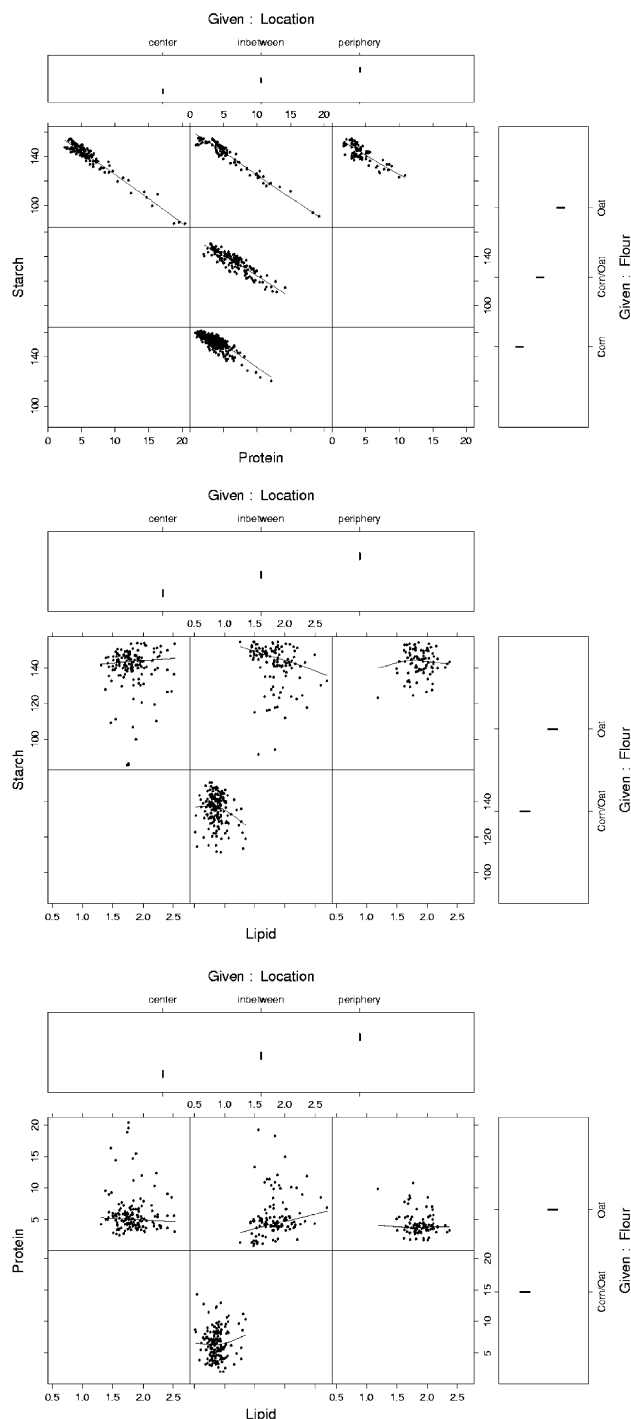 Given : Location
center inbetween periphery
0 5 10 15 20
140
100
Starch
140
100
140
100
Oat
Corn/Oat
Corn
Given : Flour
0 5 10 15 20
0 5 10 15 20
Protein
Given : Location
center inbetween periphery
0.5 1.0 1.5 2.0 2.5
140
120
100
Starch
140
120
100
Oat
Corn/Oat
Given : Flour
0.5 1.0 1.5 2.0 2.5
0.5 1.0 1.5 2.0 2.5
Lipid
Given : Location
center inbetween periphery
0.5 1.0 1.5 2.0 2.5
20
15
10
5
Protein
20
15
10
5
Oat
Corn/Oat
Given : Flour
0.5 1.0 1.5 2.0 2.5
0.5 1.0 1.5 2.0 2.5
Lipid